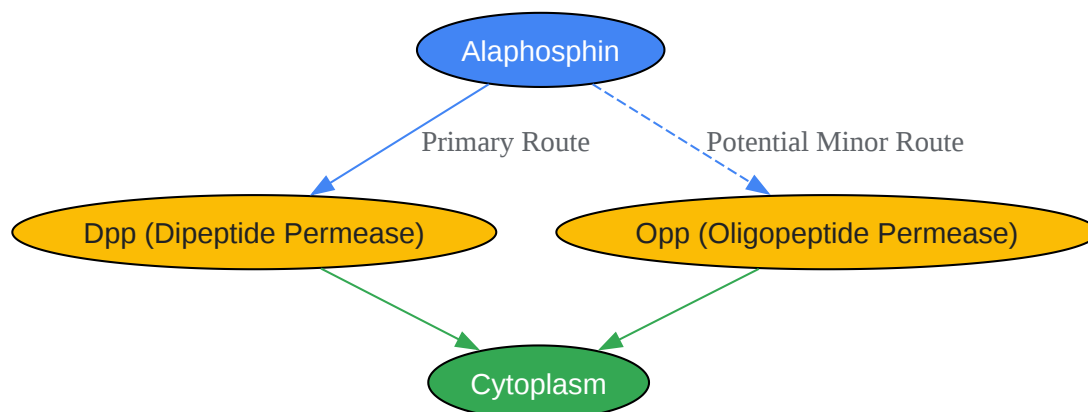 Alaphosphin
Primary Route
Potential Minor Route
Dpp (Dipeptide Permease)
Opp (Oligopeptide Permease)
Cytoplasm